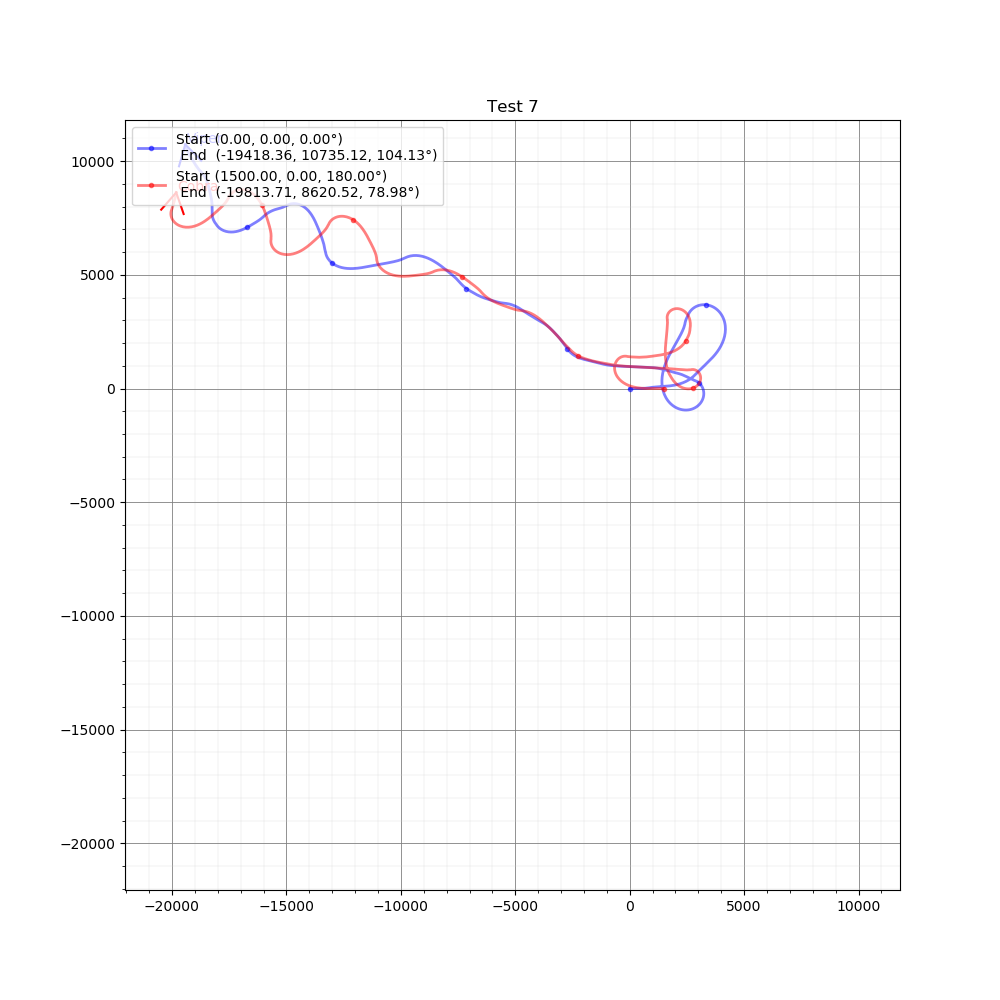 Test 7
Start (0.00, 0.00, 0.00°)
End (-19418.36, 10735.12, 104.13°)
Start (1500.00, 0.00, 180.00°)
End (-19813.71, 8620.52, 78.98°)
10000
5000
0
−5000
−10000
−15000
−20000
−20000 −15000 −10000 −5000 0 5000 10000